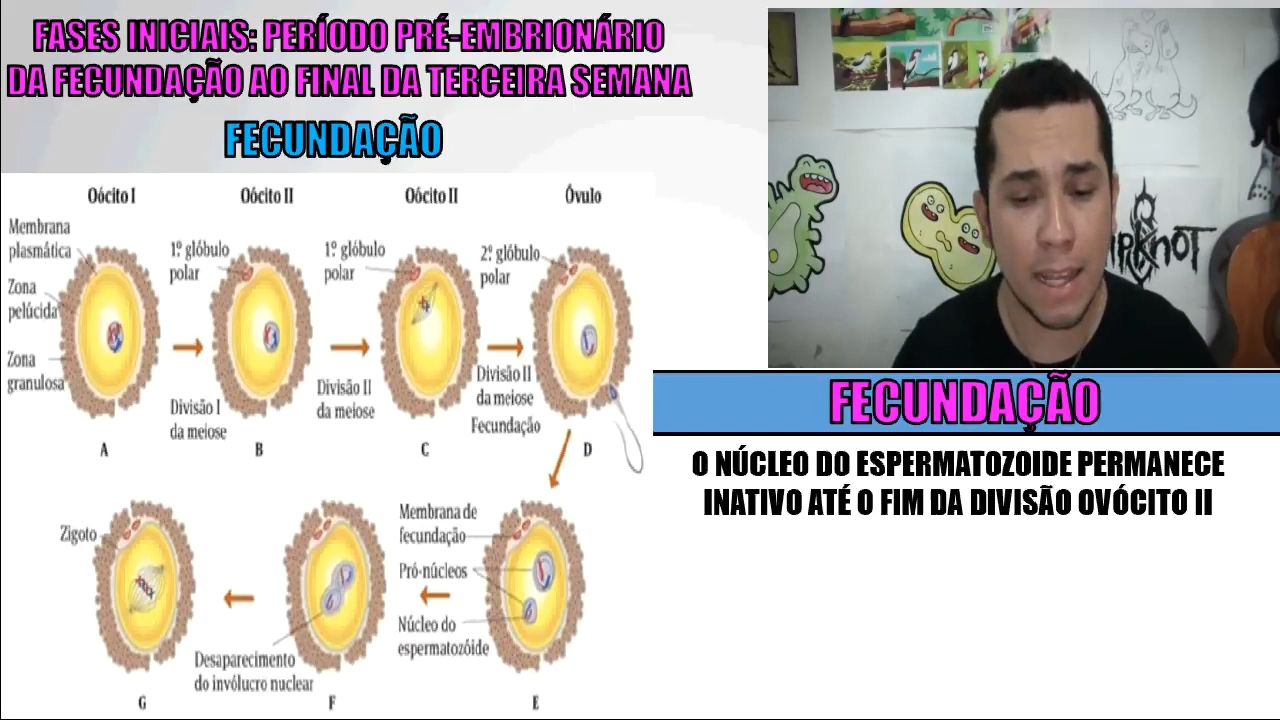 FASES INICIAIS: PERÍODO PRÉ-EMBRIONÁRIO
DA FECUNDAÇÃO AO FINAL DA TERCEIRA SEMANA
FECUNDAÇÃO
Oócito I
Oócito II
Oócito II
Óvulo
Membrana
plasmática
Zona
pelúcida
Zona
granulosa
1º glóbulo
polar
1º glóbulo
polar
2º glóbulo
polar
Divisão I
da meiose
Divisão II
da meiose
Divisão II
da meiose
Fecundação
A
B
C
D
Zigoto
Membrana de
fecundação
Pró-núcleos
Núcleo do
espermatozóide
Desaparecimento
do invólucro nuclear
G
F
E
FECUNDAÇÃO
O NÚCLEO DO ESPERMATOZOIDE PERMANECE
INATIVO ATÉ O FIM DA DIVISÃO OVÓCITO II